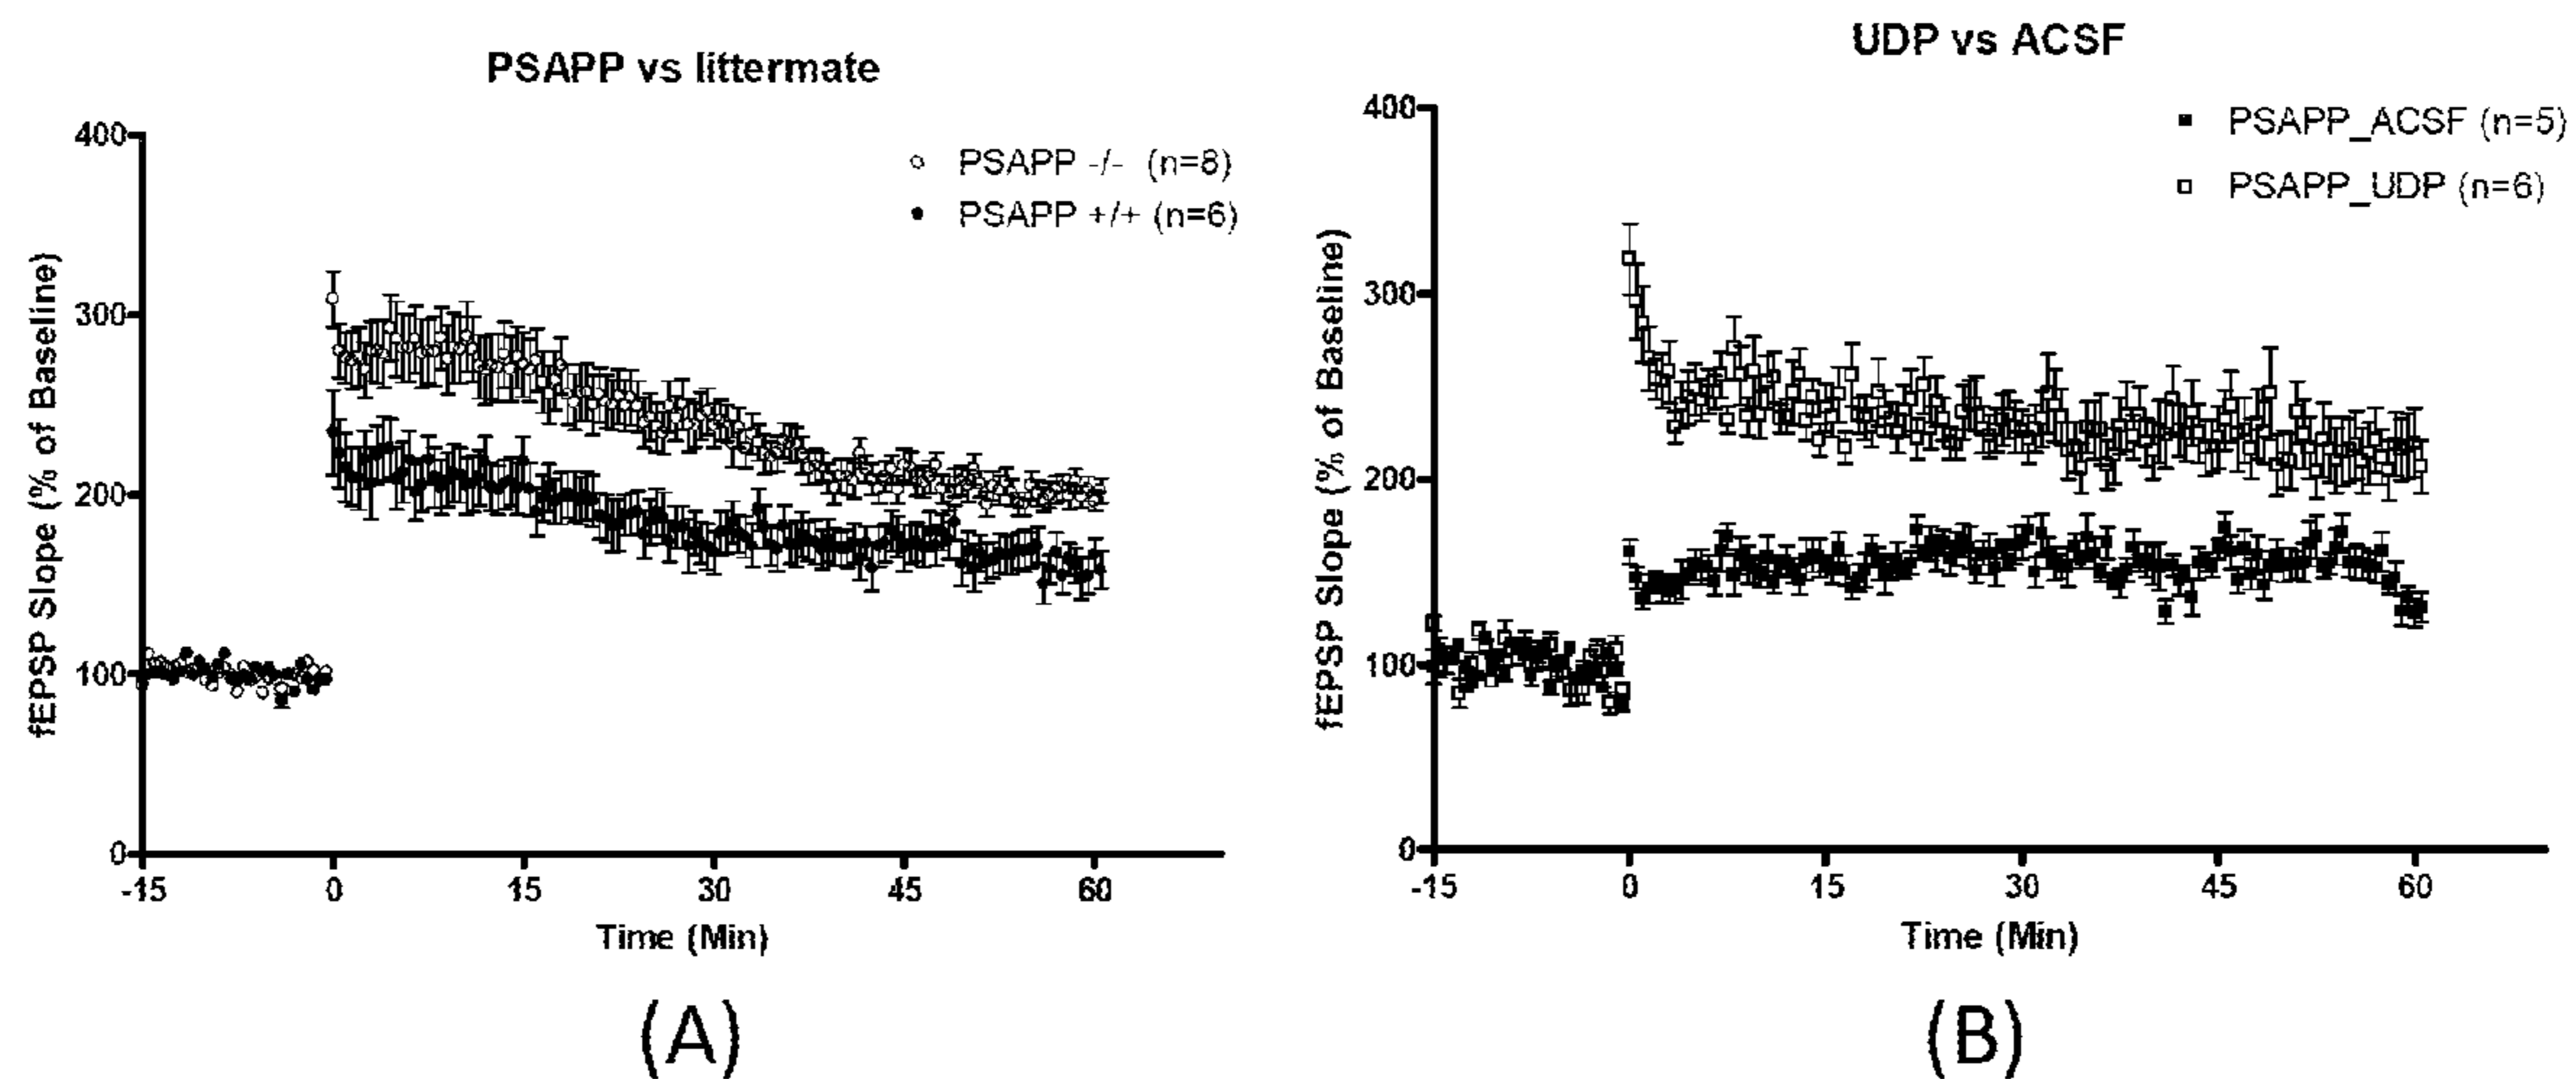 PSAPP vs littermate
400
300
200
100
0
fEPSP Slope (% of Baseline)
PSAPP -/- (n=8)
PSAPP +/+ (n=6)
-15 0 15 30 45 60
Time (Min)
(A)
UDP vs ACSF
400
300
200
100
0
fEPSP Slope (% of Baseline)
PSAPP_ACSF (n=5)
PSAPP_UDP (n=6)
-15 0 15 30 45 60
Time (Min)
(B)